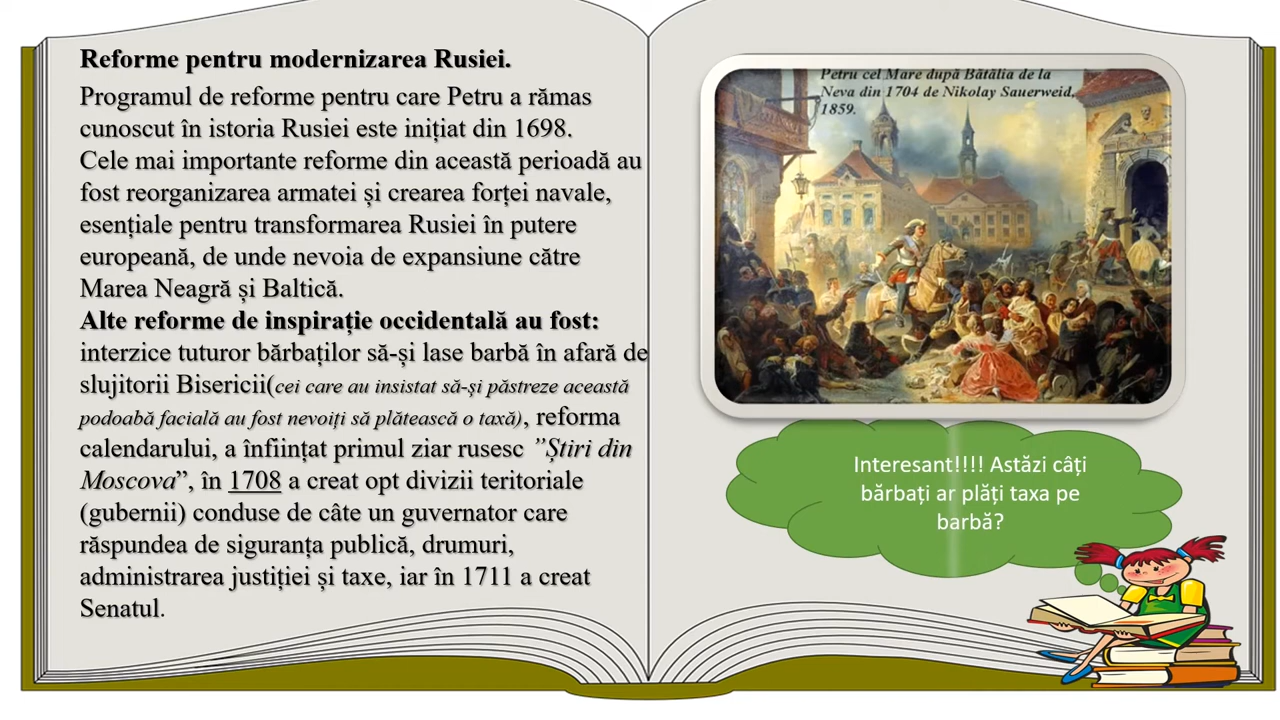 Reforme pentru modernizarea Rusiei.
Programul de reforme pentru care Petru a rămas
cunoscut în istoria Rusiei este inițiat din 1698.
Cele mai importante reforme din această perioadă au
fost reorganizarea armatei și crearea forței navale,
esențiale pentru transformarea Rusiei în putere
europeană, de unde nevoia de expansiune către
Marea Neagră și Baltică.
Alte reforme de inspirație occidentală au fost:
interzice tuturor bărbaților să-și lase barbă în afară de
slujitorii Bisericii(cei care au insistat să-și păstreze această
podoabă facială au fost nevoiți să plătească o taxă), reforma
calendarului, a înființat primul ziar rusesc ”Știri din
Moscova”, în 1708 a creat opt divizii teritoriale
(gubernii) conduse de câte un guvernator care
răspundea de siguranța publică, drumuri,
administrarea justiției și taxe, iar în 1711 a creat
Senatul.
Petru cel Mare după Bătălia de la
Neva din 1704 de Nikolay Sauerweid,
1859.
Interesant!!!! Astăzi câți
bărbați ar plăti taxa pe
barbă?